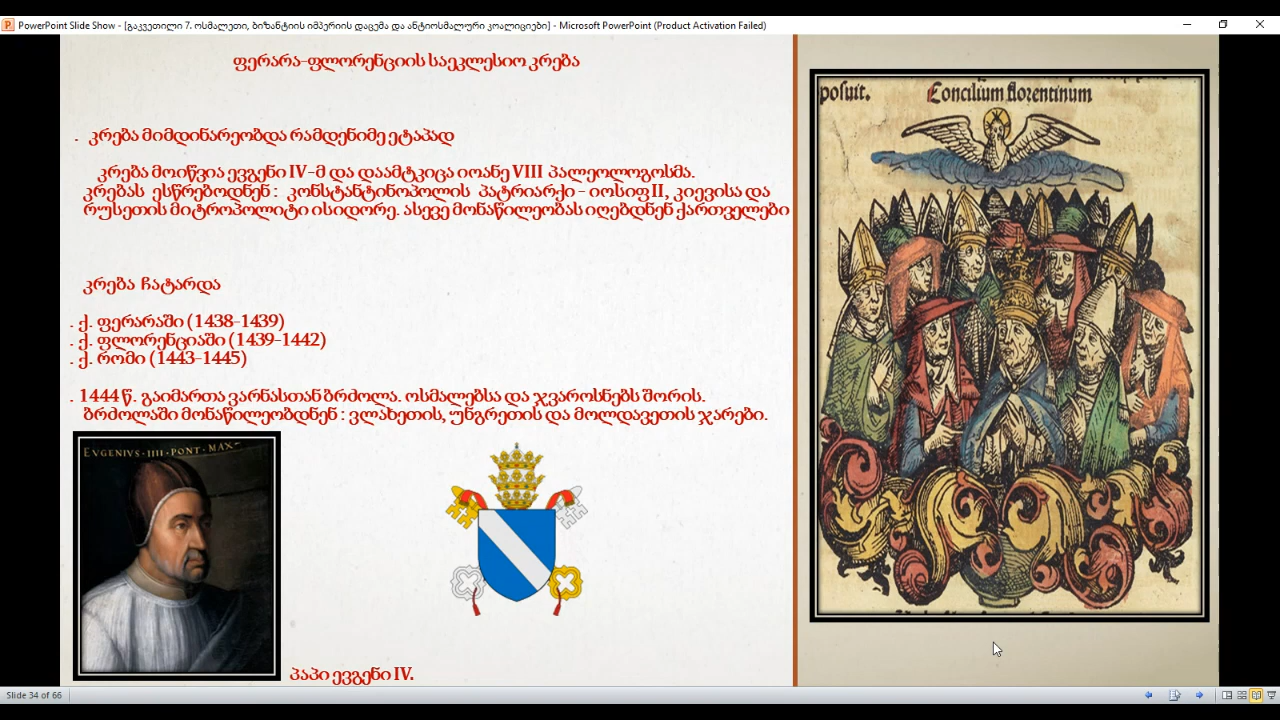 PowerPoint Slide Show - [გაკვეთილი 7. ოსმალეთი, ბიზანტიის იმპერიის დაცემა და ანტიოსმალური კოალიციები] - Microsoft PowerPoint (Product Activation Failed)
ფერარა-ფლორენციის საეკლესიო კრება
. კრება მიმდინარეობდა რამდენიმე ეტაპად
კრება მოიწვია ევგენი IV-მ და დაამტკიცა იოანე VIII პალეოლოგოსმა.
კრებას ესწრებოდნენ : კონსტანტინოპოლის პატრიარქი - იოსიფ II, კიევისა და
რუსეთის მიტროპოლიტი ისიდორე. ასევე მონაწილეობას იღებდნენ ქართველები
კრება ჩატარდა
. ქ. ფერარაში (1438-1439)
. ქ. ფლორენციაში (1439-1442)
. ქ. რომი (1443-1445)
. 1444 წ. გაიმართა ვარნასთან ბრძოლა. ოსმალებსა და ჯვაროსნებს შორის.
ბრძოლაში მონაწილეობდნენ : ვლახეთის, უნგრეთის და მოლდავეთის ჯარები.
EVGENIVS · IIII · PONT · MAX
პაპი ევგენი IV.
posuit.
Concilium florentinum
Slide 34 of 66